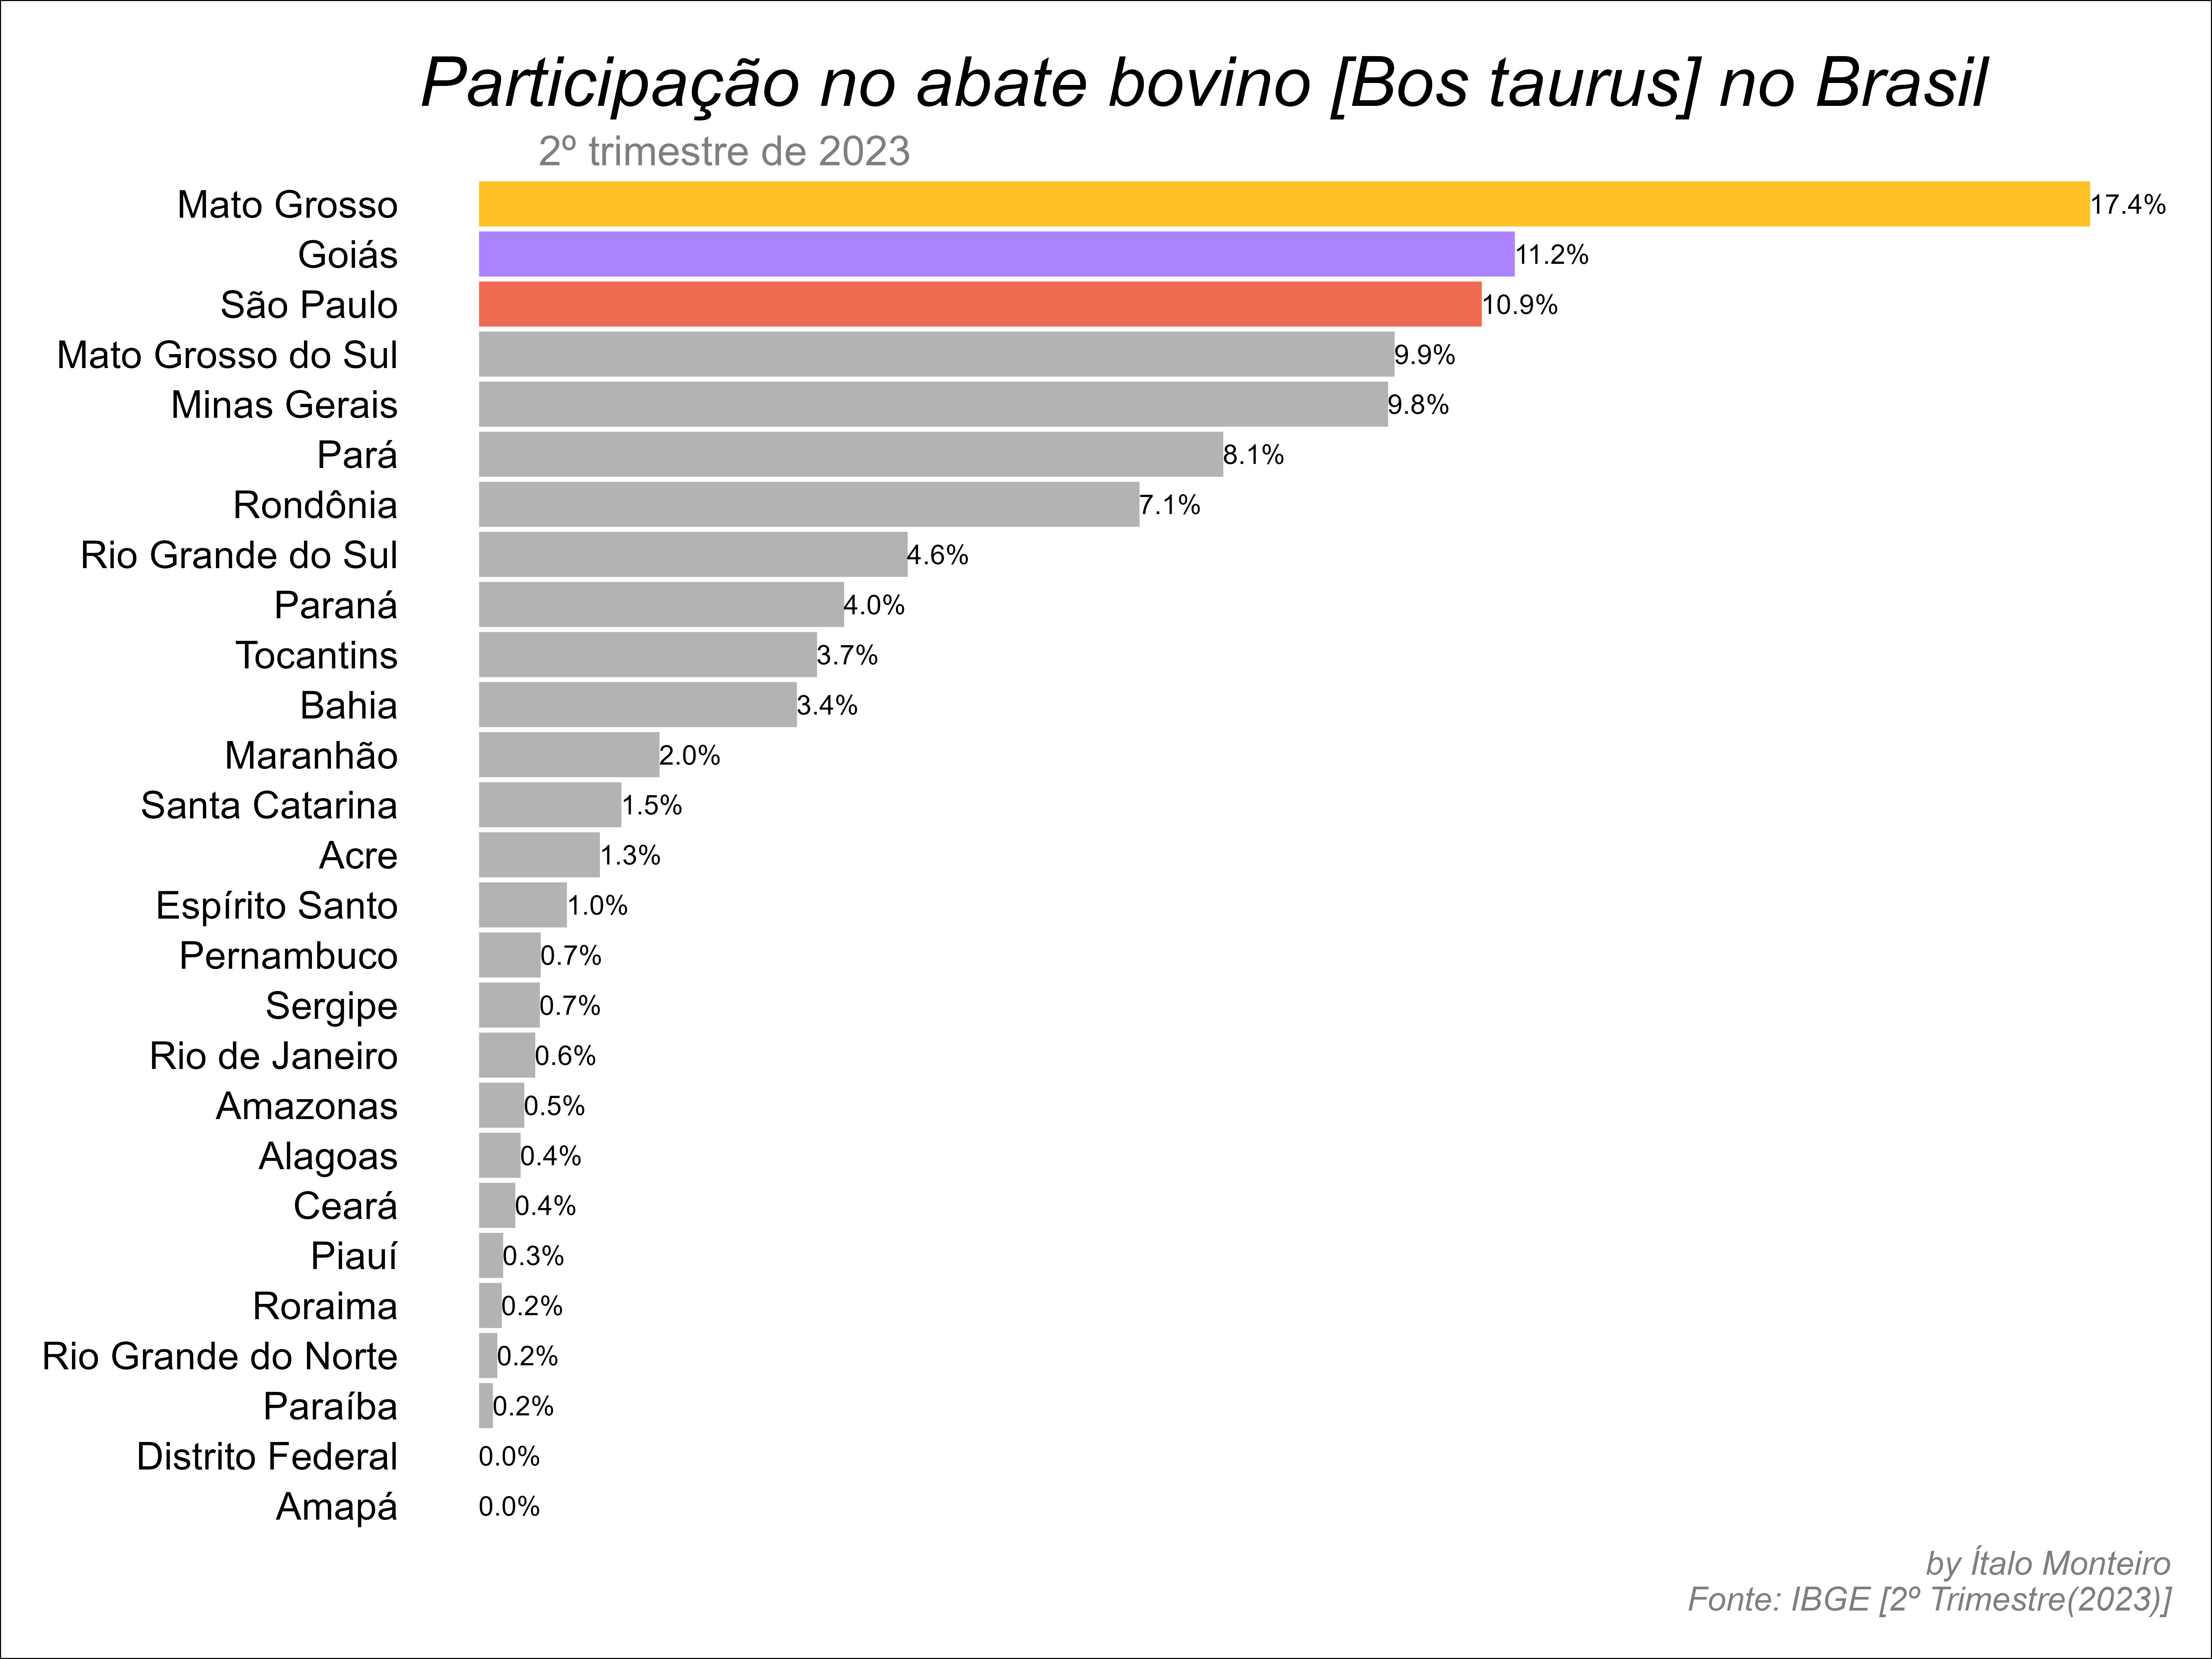 Participação no abate bovino [Bos taurus] no Brasil
2º trimestre de 2023
Mato Grosso 17.4%
Goiás 11.2%
São Paulo 10.9%
Mato Grosso do Sul 9.9%
Minas Gerais 9.8%
Pará 8.1%
Rondônia 7.1%
Rio Grande do Sul 4.6%
Paraná 4.0%
Tocantins 3.7%
Bahia 3.4%
Maranhão 2.0%
Santa Catarina 1.5%
Acre 1.3%
Espírito Santo 1.0%
Pernambuco 0.7%
Sergipe 0.7%
Rio de Janeiro 0.6%
Amazonas 0.5%
Alagoas 0.4%
Ceará 0.4%
Piauí 0.3%
Roraima 0.2%
Rio Grande do Norte 0.2%
Paraíba 0.2%
Distrito Federal 0.0%
Amapá 0.0%
by Ítalo Monteiro
Fonte: IBGE [2º Trimestre(2023)]